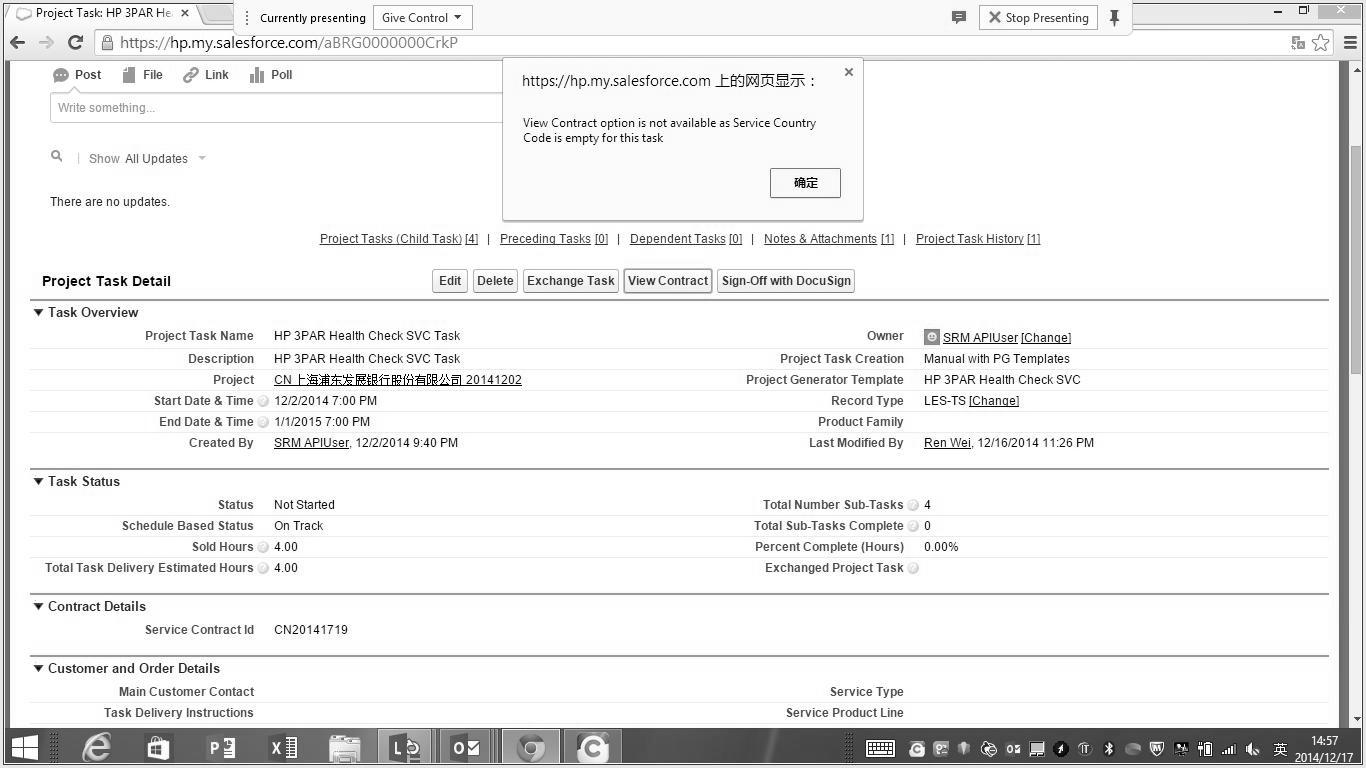 Project Task: HP 3PAR He
Currently presenting
Give Control
Stop Presenting
https://hp.my.salesforce.com/aBRG0000000CrkP
Post File Link Poll
Write something...
https://hp.my.salesforce.com 上的网页显示：
View Contract option is not available as Service Country
Code is empty for this task
确定
Show All Updates
There are no updates.
Project Tasks (Child Task) [4] | Preceding Tasks [0] | Dependent Tasks [0] | Notes & Attachments [1] | Project Task History [1]
Project Task Detail
Edit Delete Exchange Task View Contract Sign-Off with DocuSign
Task Overview
Project Task Name HP 3PAR Health Check SVC Task Owner SRM APIUser [Change]
Description HP 3PAR Health Check SVC Task Project Task Creation Manual with PG Templates
Project CN 上海浦东发展银行股份有限公司 20141202 Project Generator Template HP 3PAR Health Check SVC
Start Date & Time 12/2/2014 7:00 PM Record Type LES-TS [Change]
End Date & Time 1/1/2015 7:00 PM Product Family
Created By SRM APIUser, 12/2/2014 9:40 PM Last Modified By Ren Wei, 12/16/2014 11:26 PM
Task Status
Status Not Started Total Number Sub-Tasks 4
Schedule Based Status On Track Total Sub-Tasks Complete 0
Sold Hours 4.00 Percent Complete (Hours) 0.00%
Total Task Delivery Estimated Hours 4.00 Exchanged Project Task
Contract Details
Service Contract Id CN20141719
Customer and Order Details
Main Customer Contact Service Type
Task Delivery Instructions Service Product Line
英
14:57
2014/12/17